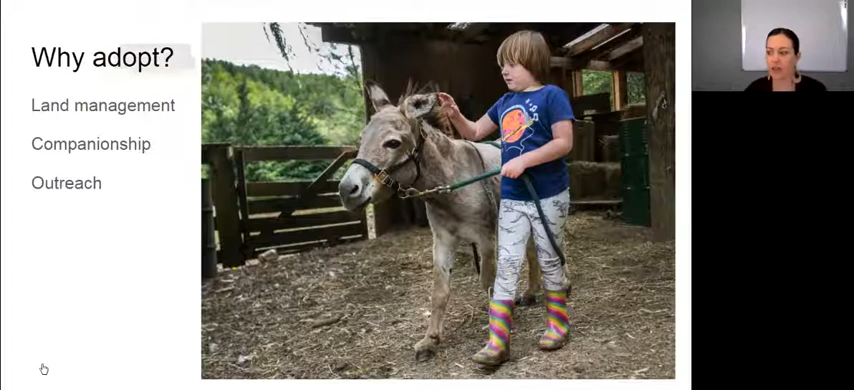 Why adopt?
Land management
Companionship
Outreach